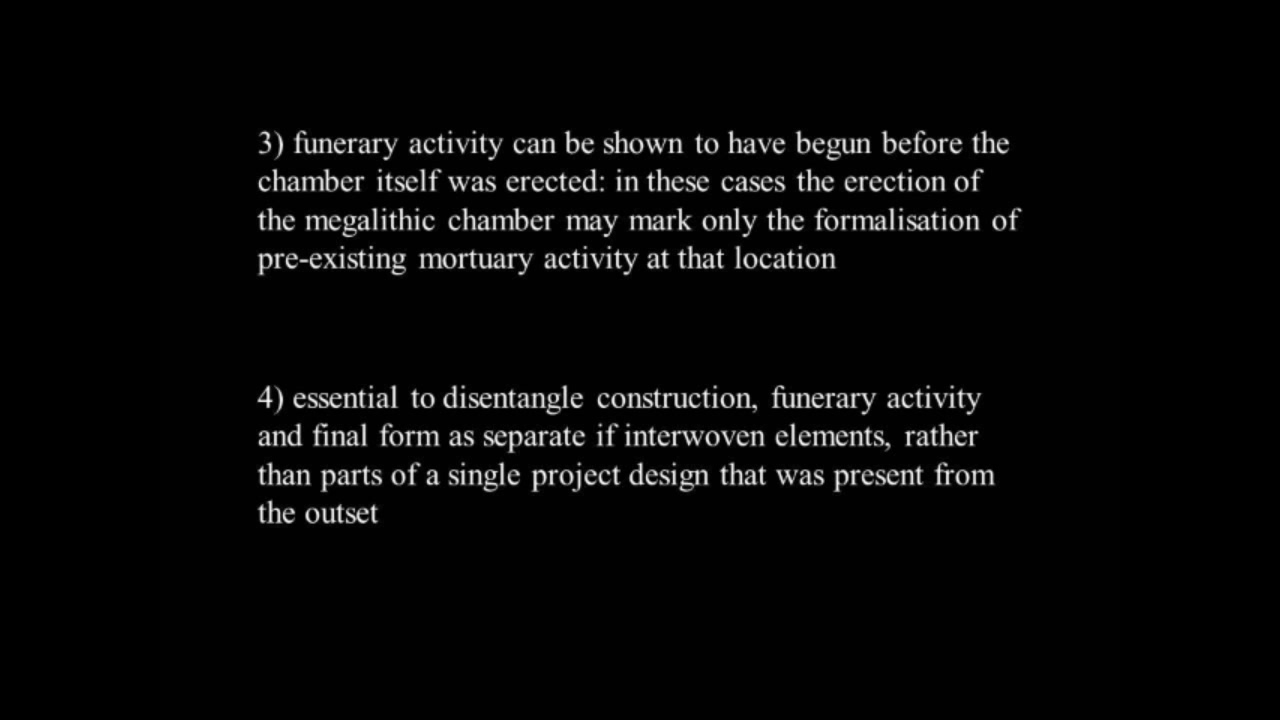 3) funerary activity can be shown to have begun before the
chamber itself was erected: in these cases the erection of
the megalithic chamber may mark only the formalisation of
pre-existing mortuary activity at that location
4) essential to disentangle construction, funerary activity
and final form as separate if interwoven elements, rather
than parts of a single project design that was present from
the outset